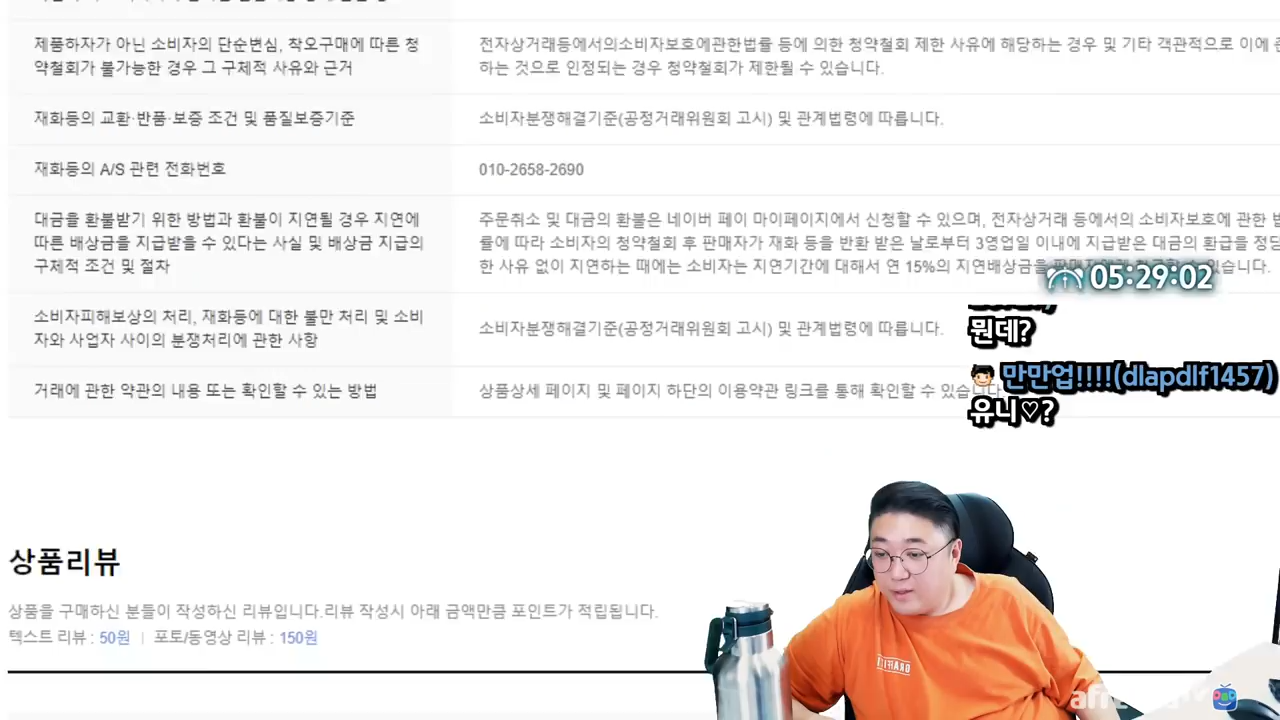 제품하자가 아닌 소비자의 단순변심, 착오구매에 따른 청
약철회가 불가능한 경우 그 구체적 사유와 근거
전자상거래등에서의소비자보호에관한법률 등에 의한 청약철회 제한 사유에 해당하는 경우 및 기타 객관적으로 이에 준
하는 것으로 인정되는 경우 청약철회가 제한될 수 있습니다.
재화등의 교환·반품·보증 조건 및 품질보증기준
소비자분쟁해결기준(공정거래위원회 고시) 및 관계법령에 따릅니다.
재화등의 A/S 관련 전화번호
010-2658-2690
대금을 환불받기 위한 방법과 환불이 지연될 경우 지연에
따른 배상금을 지급받을 수 있다는 사실 및 배상금 지급의
구체적 조건 및 절차
주문취소 및 대금의 환불은 네이버 페이 마이페이지에서 신청할 수 있으며, 전자상거래 등에서의 소비자보호에 관한 법
률에 따라 소비자의 청약철회 후 판매자가 재화 등을 반환 받은 날로부터 3영업일 이내에 지급받은 대금의 환급을 정당
한 사유 없이 지연하는 때에는 소비자는 지연기간에 대해서 연 15%의 지연배상금을 있습니다.
05:29:02
소비자피해보상의 처리, 재화등에 대한 불만 처리 및 소비
자와 사업자 사이의 분쟁처리에 관한 사항
소비자분쟁해결기준(공정거래위원회 고시) 및 관계법령에 따릅니다.
뭔데?
만만업!!!!(dlapdlf1457)
유니♡?
거래에 관한 약관의 내용 또는 확인할 수 있는 방법
상품상세 페이지 및 페이지 하단의 이용약관 링크를 통해 확인할 수 있습니다.
상품리뷰
상품을 구매하신 분들이 작성하신 리뷰입니다.리뷰 작성시 아래 금액만큼 포인트가 적립됩니다.
텍스트 리뷰 : 50원 | 포토/동영상 리뷰 : 150원